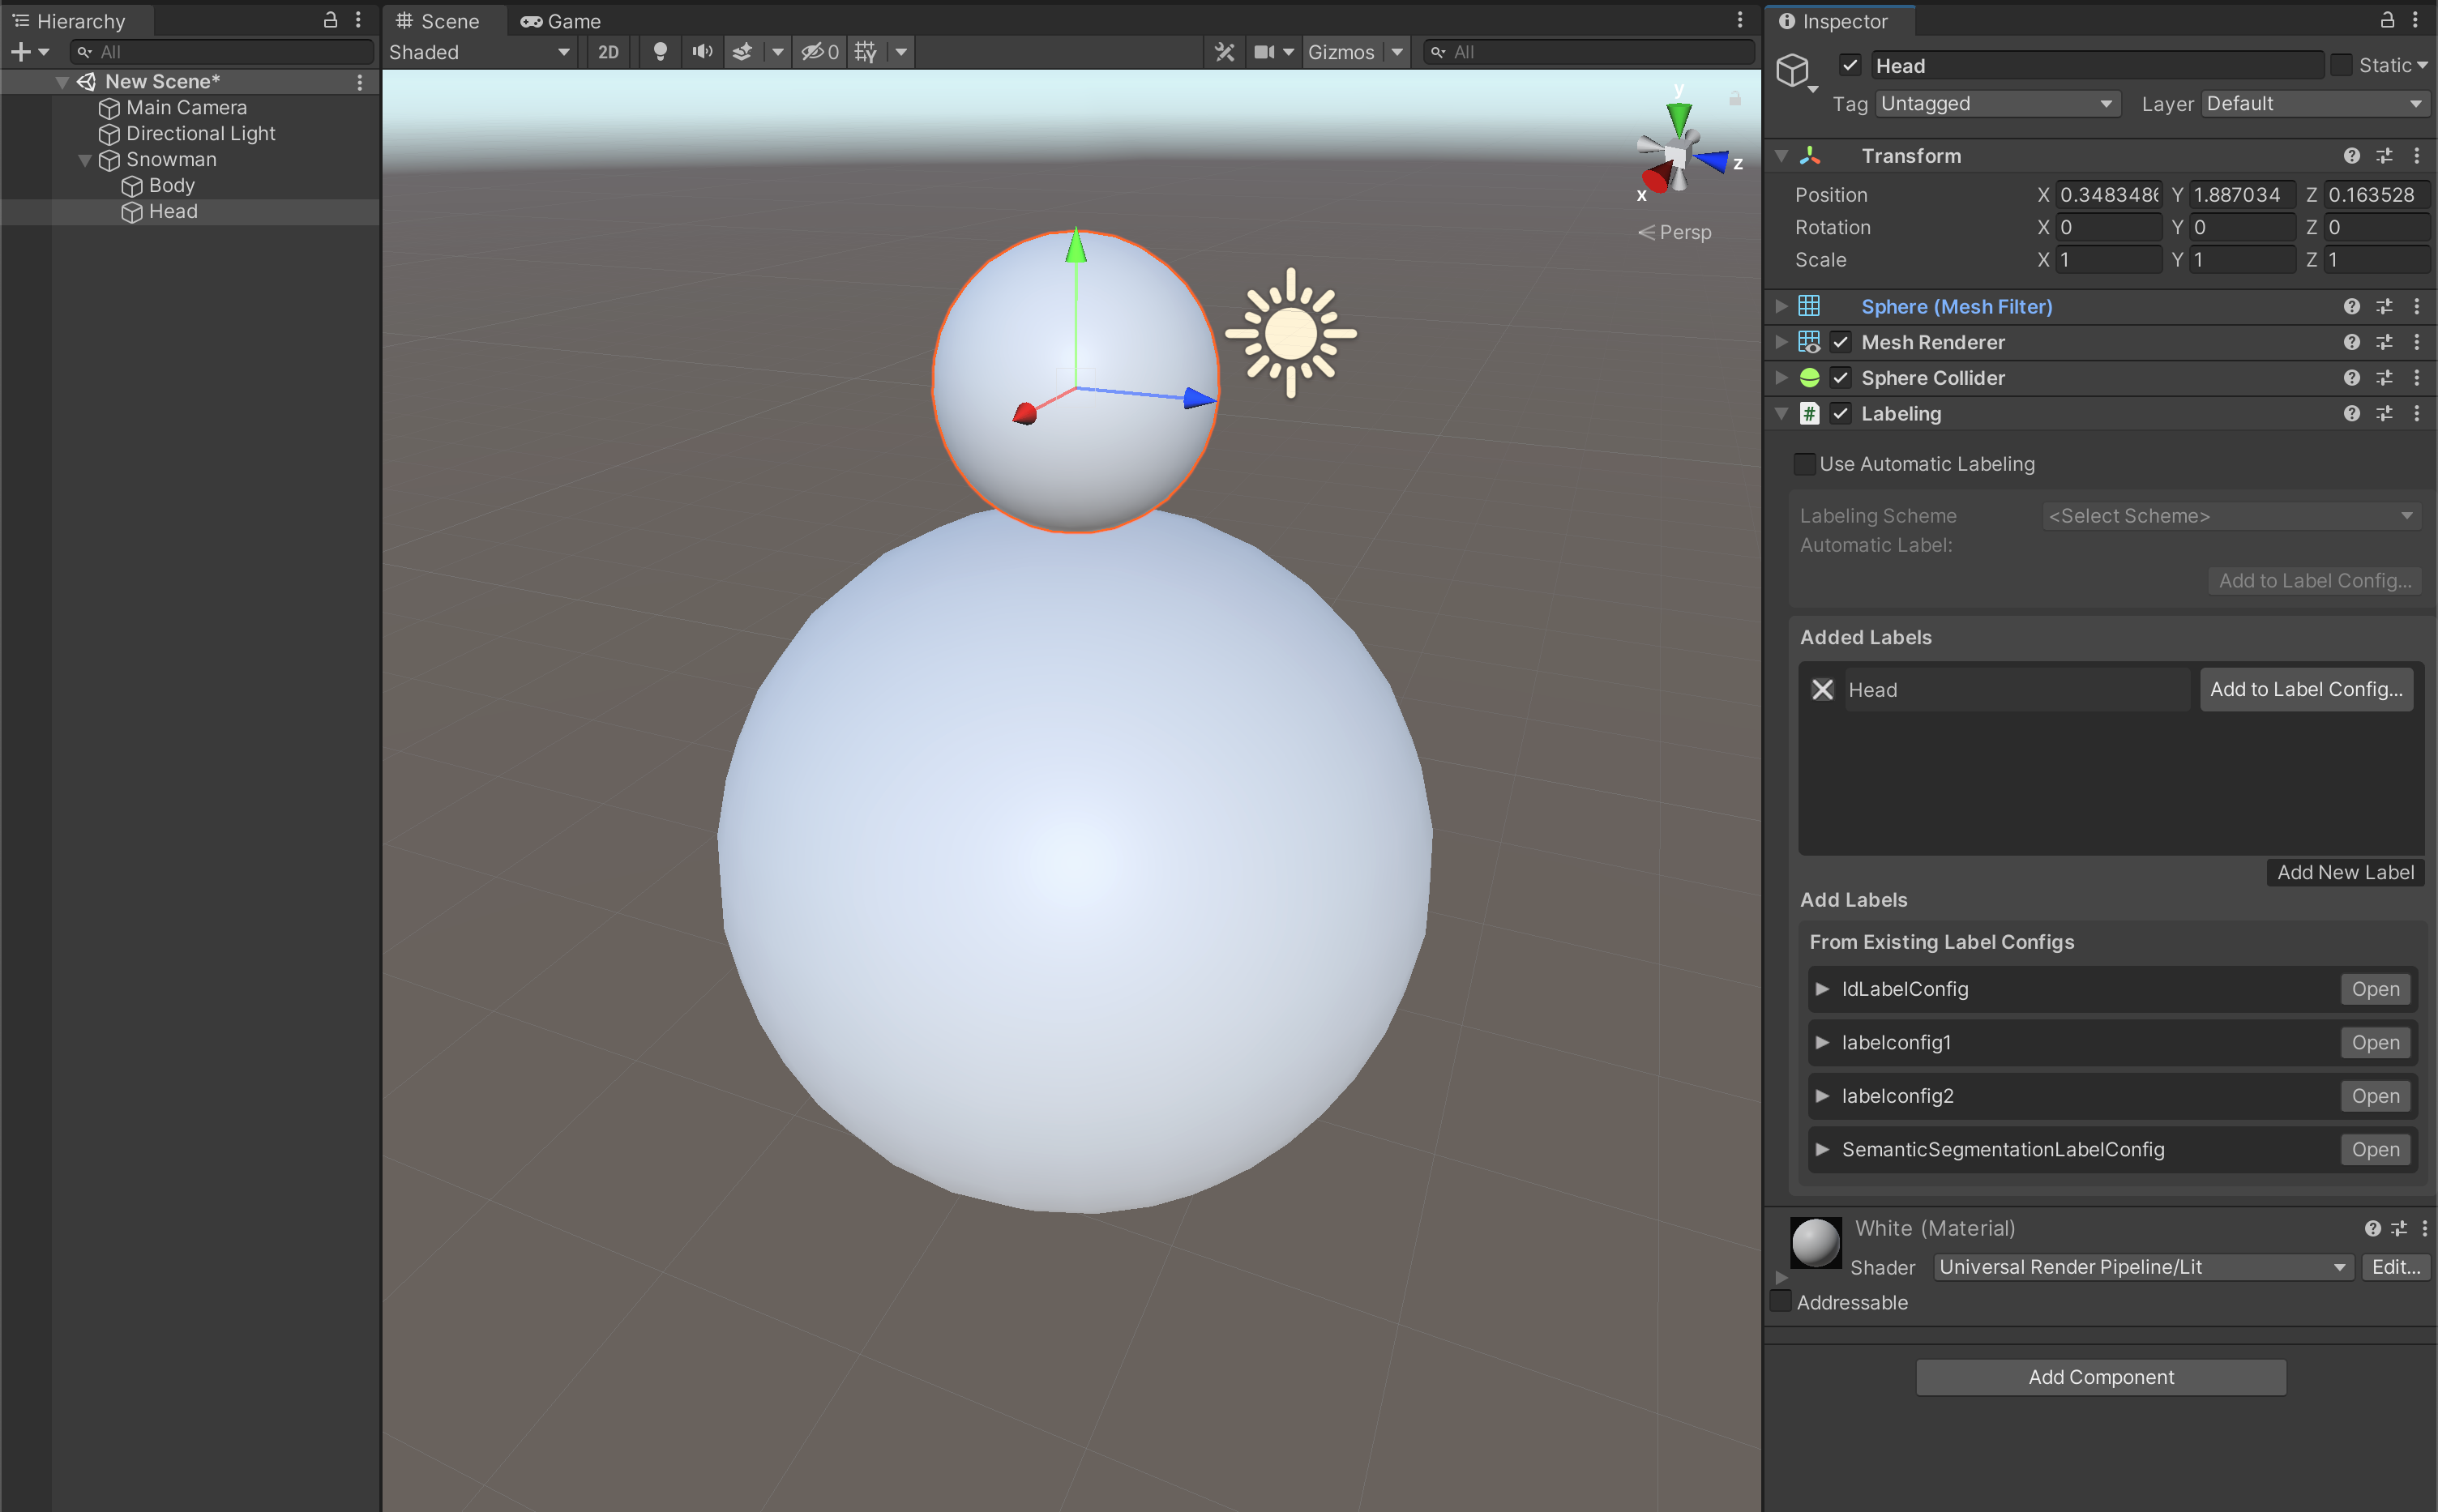 Hierarchy
All
New Scene*
Main Camera
Directional Light
Snowman
Body
Head
Scene
Game
Shaded
2D
0
Gizmos
All
y
z
x
Persp
Inspector
Head
Static
Tag
Untagged
Layer
Default
Transform
Position X 0.348348 Y 1.887034 Z 0.163528
Rotation X 0 Y 0 Z 0
Scale X 1 Y 1 Z 1
Sphere (Mesh Filter)
Mesh Renderer
Sphere Collider
# Labeling
Use Automatic Labeling
Labeling Scheme
<Select Scheme>
Automatic Label:
Add to Label Config...
Added Labels
Head
Add to Label Config...
Add New Label
Add Labels
From Existing Label Configs
IdLabelConfig
Open
labelconfig1
Open
labelconfig2
Open
SemanticSegmentationLabelConfig
Open
White (Material)
Shader
Universal Render Pipeline/Lit
Edit...
Addressable
Add Component